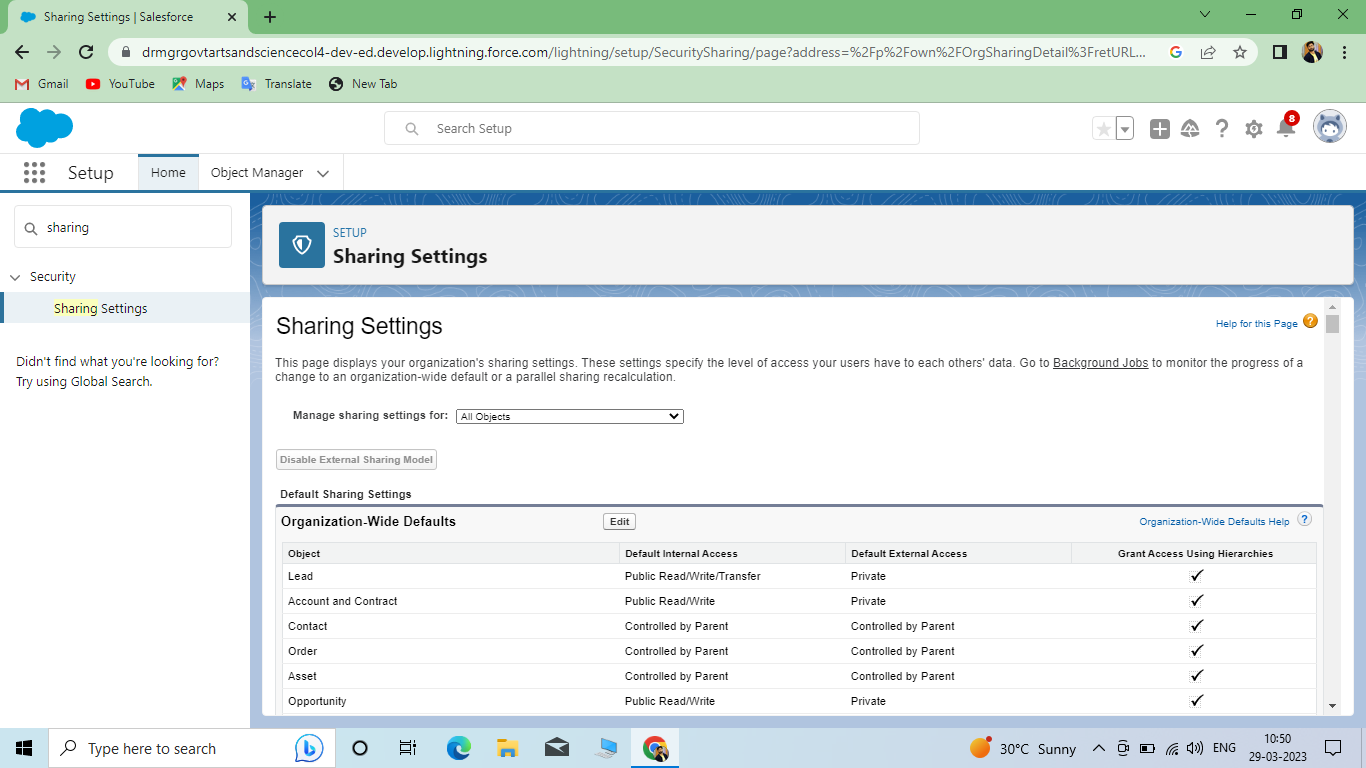 Sharing Settings | Salesforce
drmgrgovtartsandsciencecol4-dev-ed.develop.lightning.force.com/lightning/setup/SecuritySharing/page?address=%2Fp%2Fown%2FOrgSharingDetail%3FretURL...
Gmail YouTube Maps Translate New Tab
Search Setup
8
Setup Home Object Manager
sharing
Security
Sharing Settings
Didn't find what you're looking for?
Try using Global Search.
SETUP
Sharing Settings
Sharing Settings
Help for this Page ?
This page displays your organization's sharing settings. These settings specify the level of access your users have to each others' data. Go to Background Jobs to monitor the progress of a
change to an organization-wide default or a parallel sharing recalculation.
Manage sharing settings for: All Objects
Disable External Sharing Model
Default Sharing Settings
Organization-Wide Defaults Edit Organization-Wide Defaults Help ?
Object Default Internal Access Default External Access Grant Access Using Hierarchies
Lead Public Read/Write/Transfer Private
Account and Contract Public Read/Write Private
Contact Controlled by Parent Controlled by Parent
Order Controlled by Parent Controlled by Parent
Asset Controlled by Parent Controlled by Parent
Opportunity Public Read/Write Private
Type here to search
30°C Sunny
ENG
10:50
29-03-2023